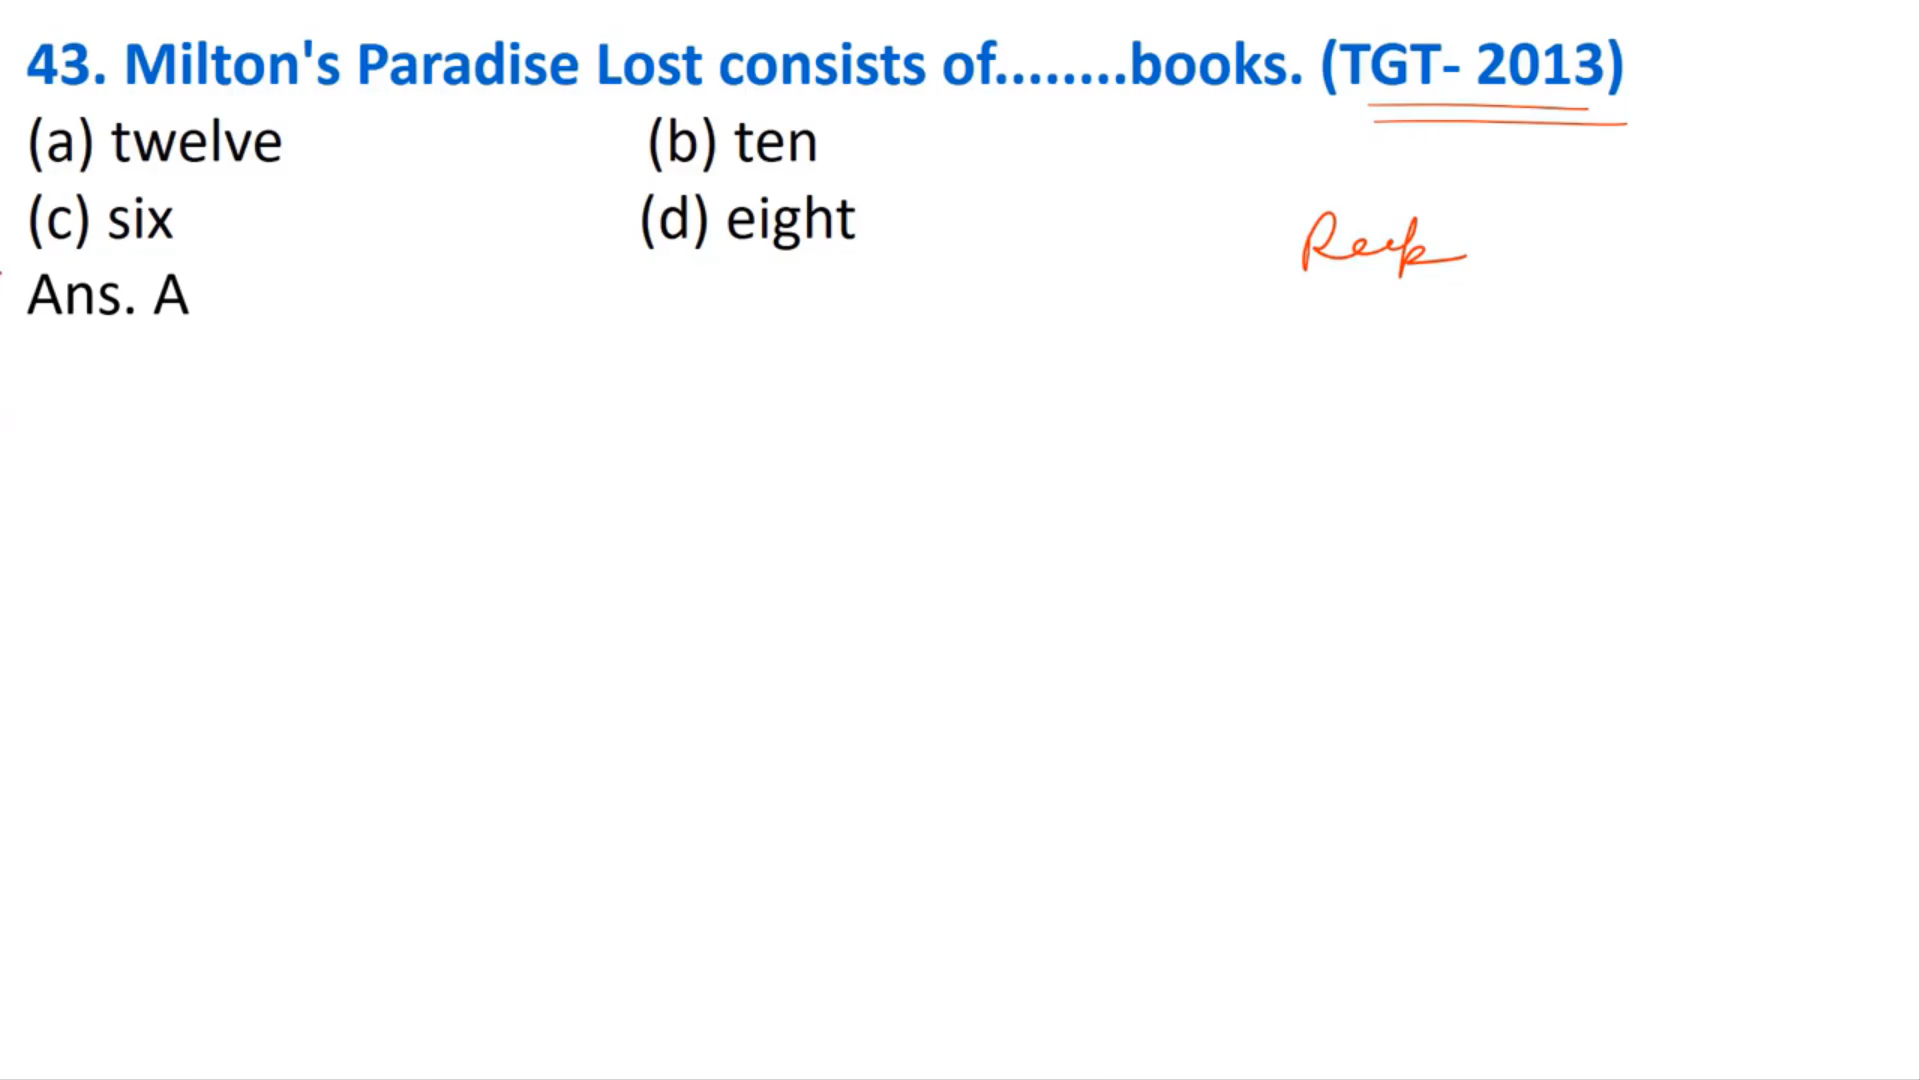 43. Milton's Paradise Lost consists of........books. (TGT- 2013)
(a) twelve (b) ten
(c) six (d) eight
Ans. A